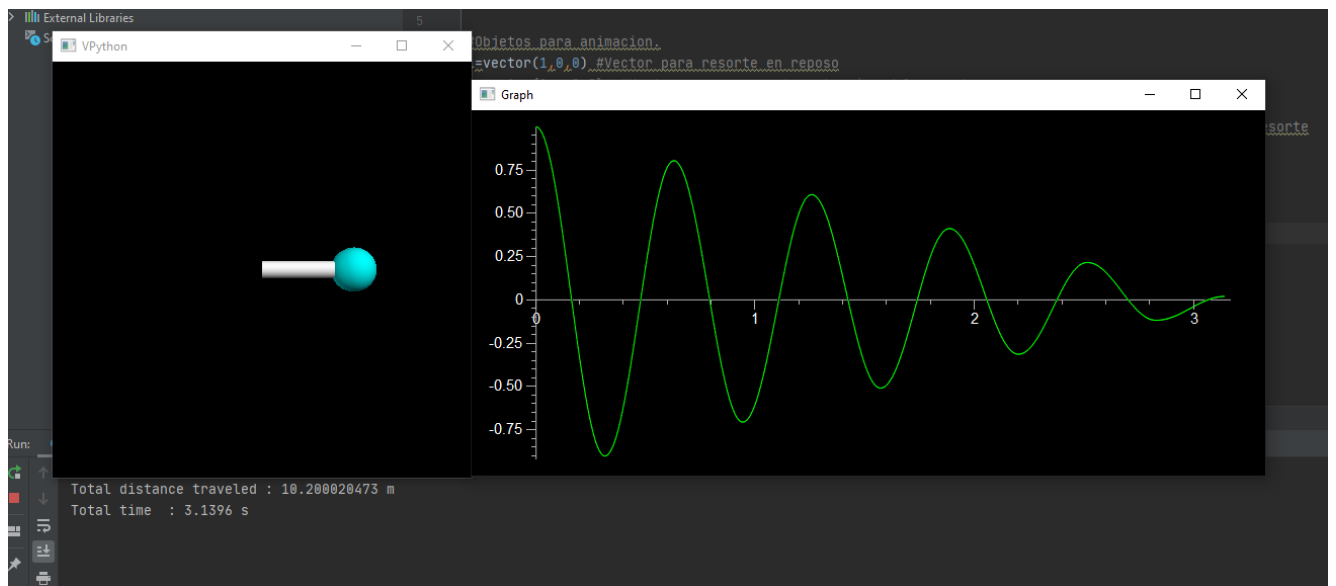 External Libraries
5
VPython
Objetos para animacion.
=vector(1,0,0) #Vector para resorte en reposo
Graph
esorte
0.75
0.50
0.25
0
-0.25
-0.50
-0.75
0 1 2 3
Run:
Total distance traveled : 10.200020473 m
Total time : 3.1396 s